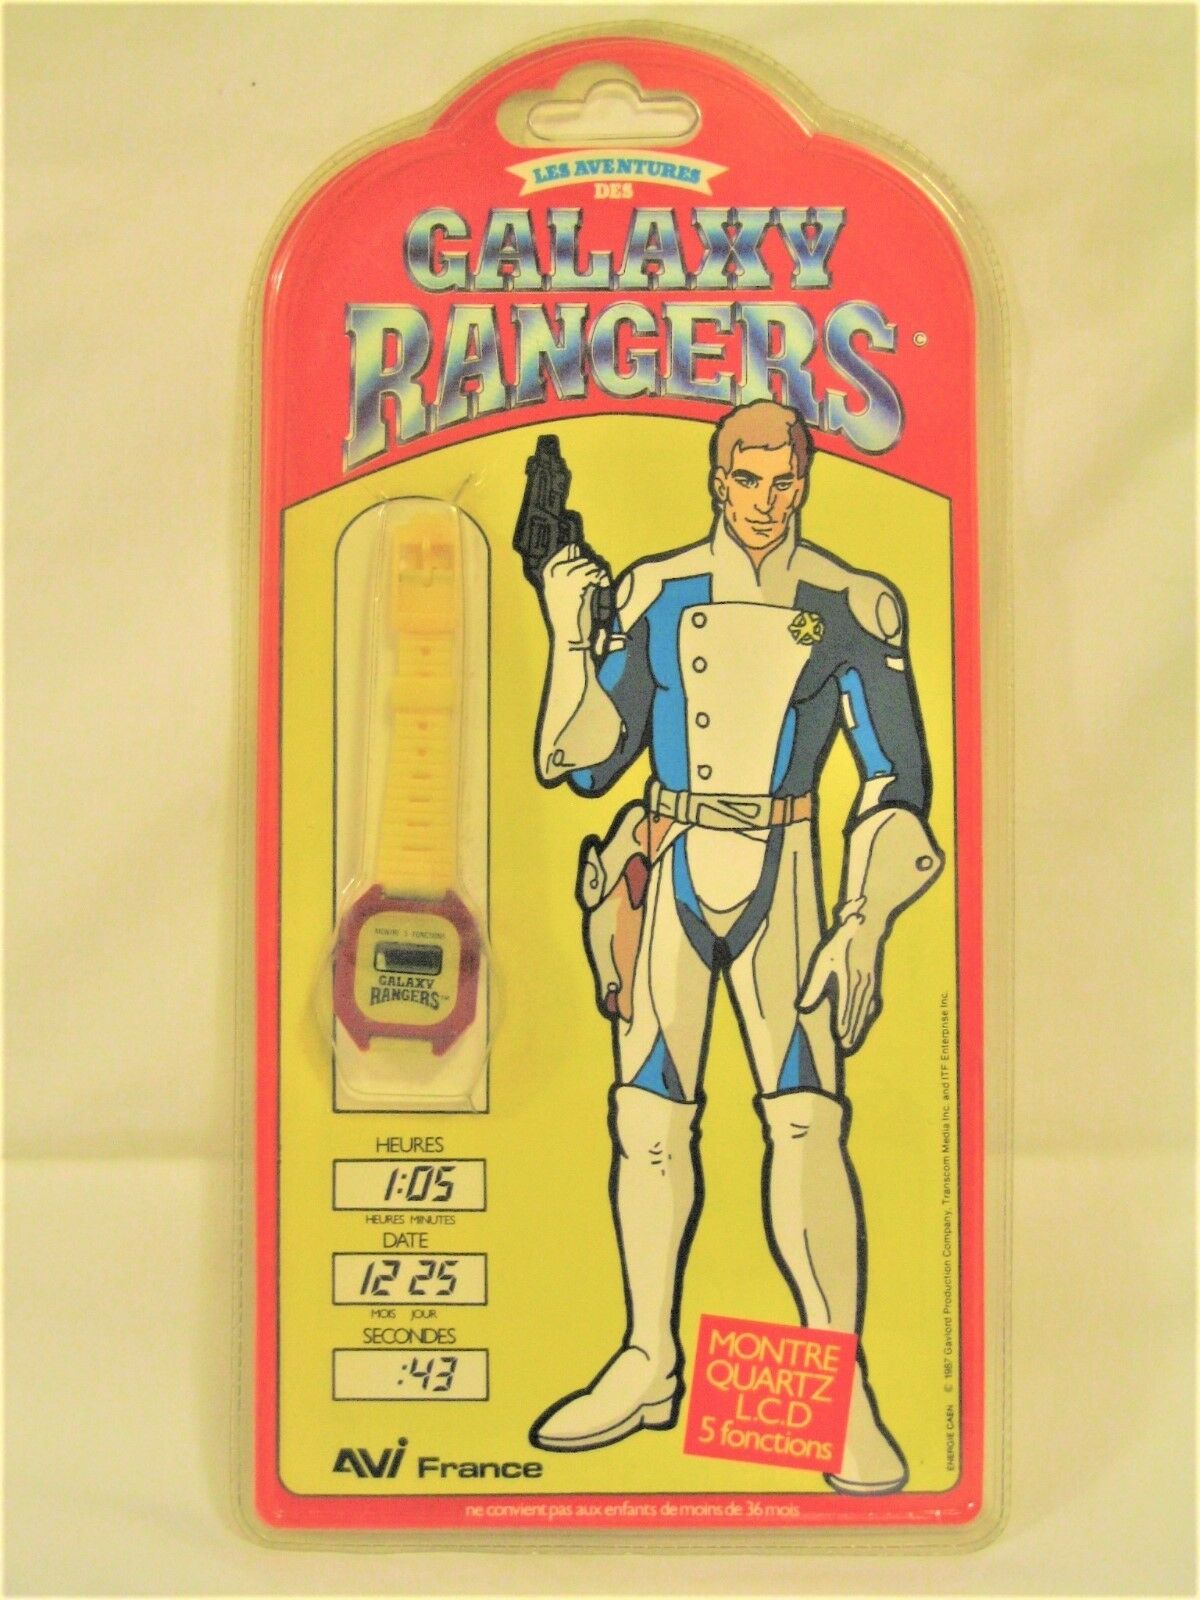 LES AVENTURES
DES
GALAXY
RANGERS
©
MONTRE 5 FONCTIONS
GALAXY
RANGERS™
HEURES
1:05
HEURES MINUTES
DATE
12 25
MOIS JOUR
SECONDES
:43
AVi France
MONTRE
QUARTZ
L.C.D
5 fonctions
ENERGIE CAEN © 1987 Gaylord Production Company, Transcom Media Inc. and ITF Enterprise Inc.
ne convient pas aux enfants de moins de 36 mois